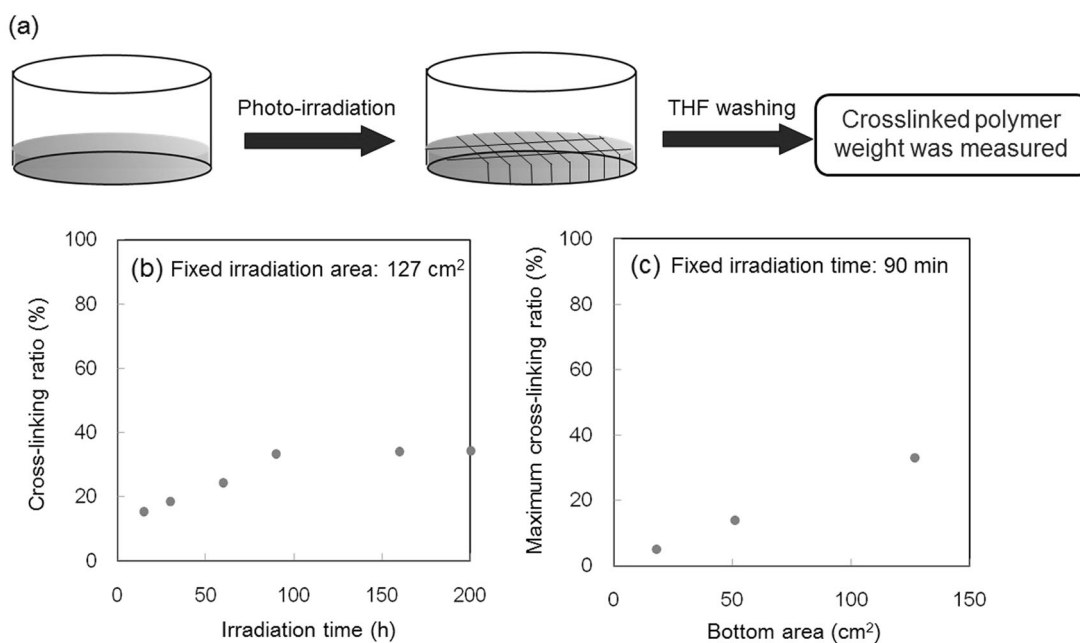 (a)
Photo-irradiation
THF washing
Crosslinked polymer
weight was measured
(b) Fixed irradiation area: 127 cm²
Cross-linking ratio (%)
100
80
60
40
20
0
0 50 100 150 200
Irradiation time (h)
(c) Fixed irradiation time: 90 min
Maximum cross-linking ratio (%)
100
80
60
40
20
0
0 50 100 150
Bottom area (cm²)